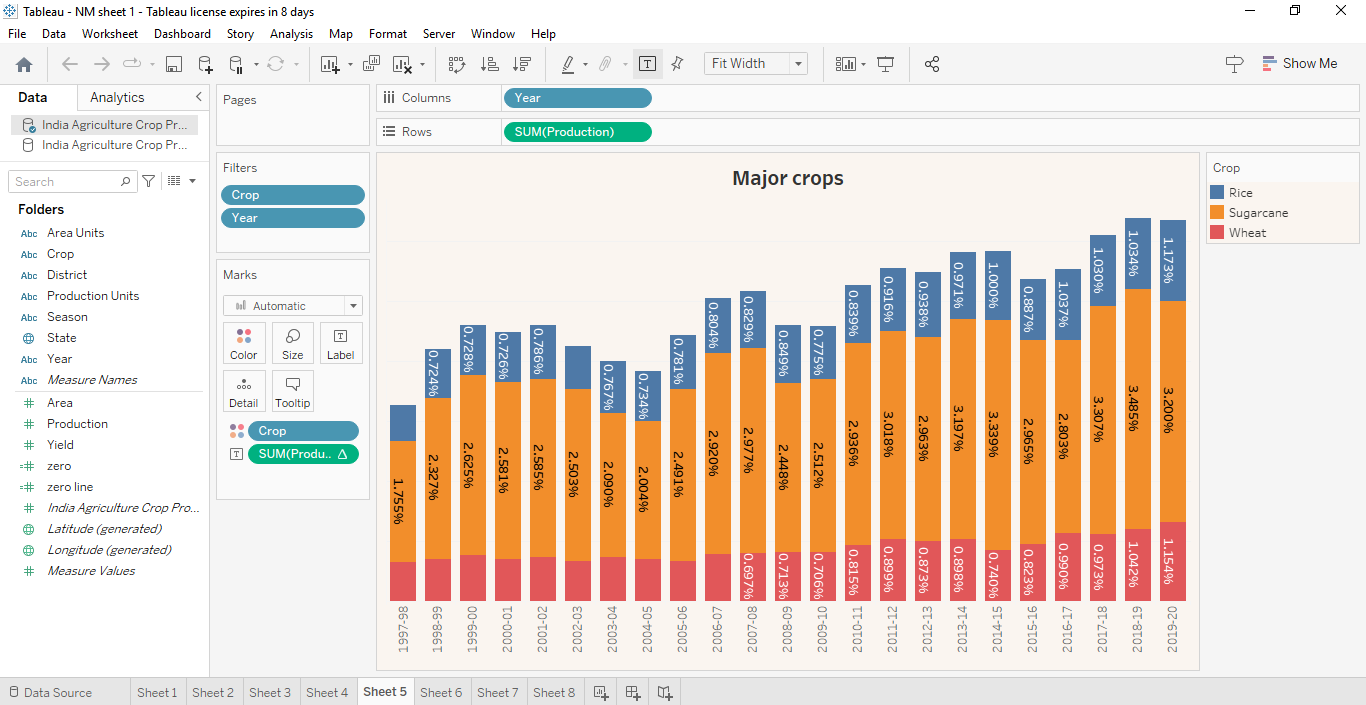 Tableau - NM sheet 1 - Tableau license expires in 8 days
File Data Worksheet Dashboard Story Analysis Map Format Server Window Help
Fit Width
Show Me
Data Analytics
India Agriculture Crop Pr...
India Agriculture Crop Pr...
Search
Folders
Abc Area Units
Abc Crop
Abc District
Abc Production Units
Abc Season
State
Abc Year
Abc Measure Names
Area
Production
Yield
zero
zero line
India Agriculture Crop Pro...
Latitude (generated)
Longitude (generated)
Measure Values
Pages
Filters
Crop
Year
Marks
Automatic
Color Size Label
Detail Tooltip
Crop
SUM(Produ.. Δ
Columns Year
Rows SUM(Production)
Major crops
0.724% 0.728% 0.726% 0.786% 0.767% 0.734% 0.781% 0.804% 0.829% 0.849% 0.775% 0.839% 0.916% 0.938% 0.971% 1.000% 0.887% 1.037% 1.030% 1.034% 1.173%
1.755% 2.327% 2.625% 2.581% 2.585% 2.503% 2.090% 2.004% 2.491% 2.920% 2.977% 2.448% 2.512% 2.936% 3.018% 2.963% 3.197% 3.339% 2.965% 2.803% 3.307% 3.485% 3.200%
0.697% 0.713% 0.706% 0.815% 0.899% 0.873% 0.898% 0.740% 0.823% 0.990% 0.973% 1.042% 1.154%
1997-98 1998-99 1999-00 2000-01 2001-02 2002-03 2003-04 2004-05 2005-06 2006-07 2007-08 2008-09 2009-10 2010-11 2011-12 2012-13 2013-14 2014-15 2015-16 2016-17 2017-18 2018-19 2019-20
Crop
Rice
Sugarcane
Wheat
Data Source Sheet 1 Sheet 2 Sheet 3 Sheet 4 Sheet 5 Sheet 6 Sheet 7 Sheet 8